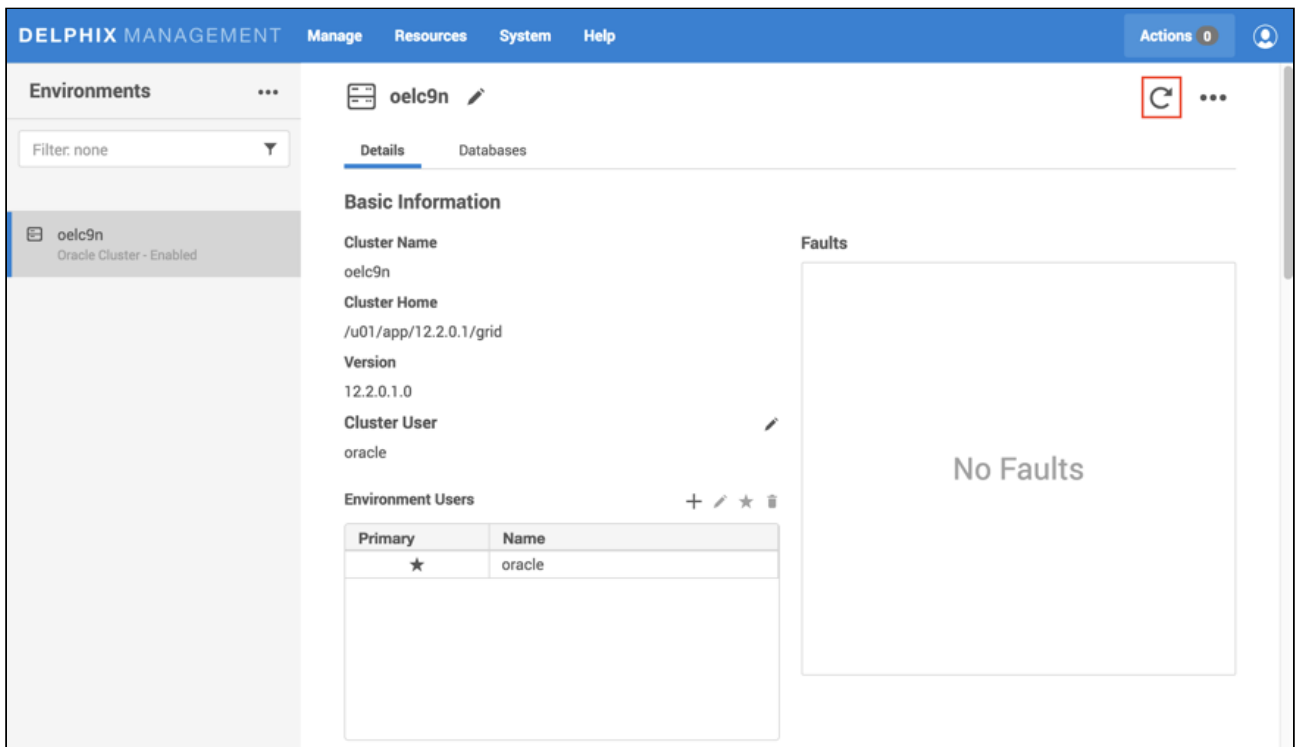 DELPHIX MANAGEMENT Manage Resources System Help Actions 0
Environments
Filter: none
oelc9n
Oracle Cluster - Enabled
oelc9n
Details Databases
Basic Information
Cluster Name
oelc9n
Cluster Home
/u01/app/12.2.0.1/grid
Version
12.2.0.1.0
Cluster User
oracle
Environment Users
Primary Name
oracle
Faults
No Faults